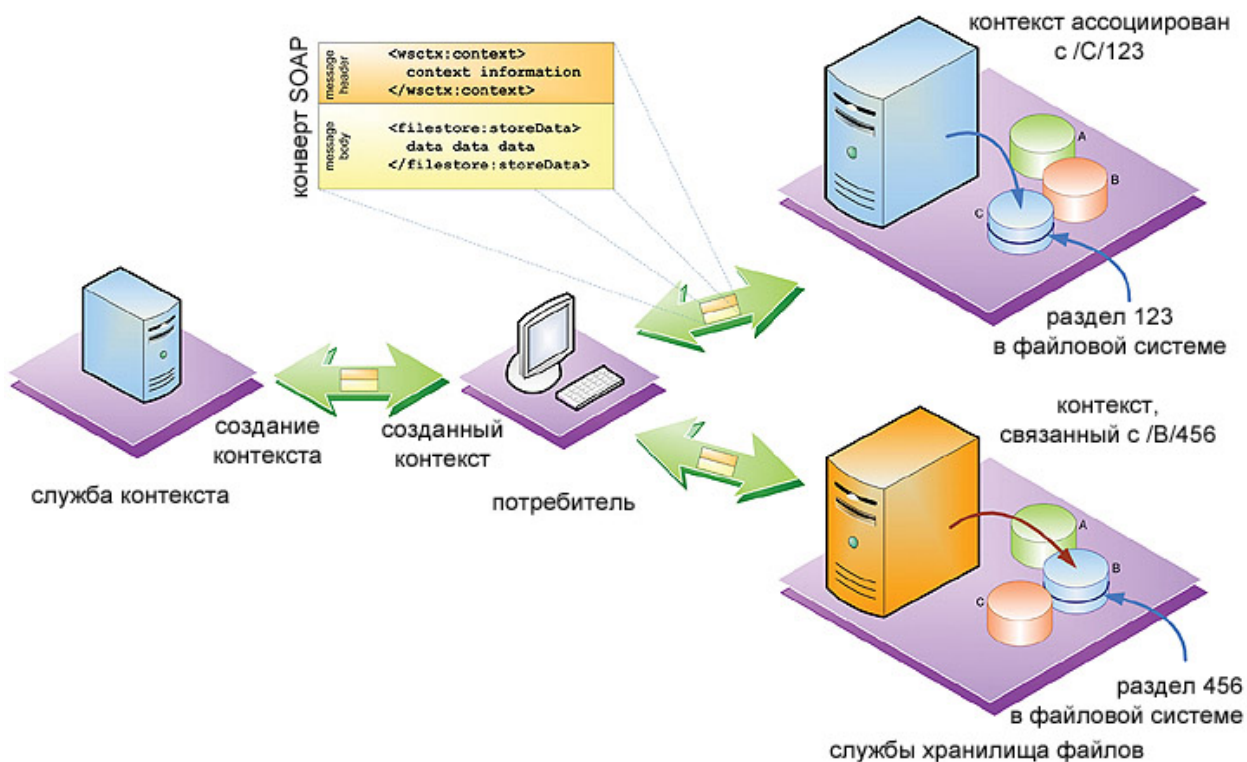 конверт SOAP
message
header
<wsctx:context>
context information
</wsctx:context>
message
body
<filestore:storeData>
data data data
</filestore:storeData>
контекст ассоциирован
с /C/123
A
B
C
раздел 123
в файловой системе
создание
контекста
созданный
контекст
служба контекста
потребитель
контекст,
связанный с /B/456
A
B
C
раздел 456
в файловой системе
службы хранилища файлов